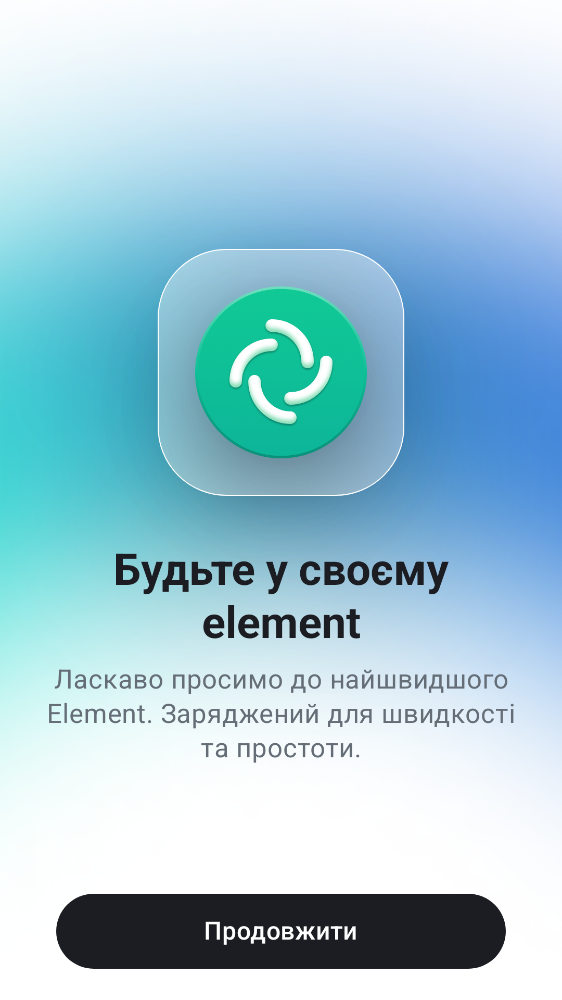 Будьте у своєму
element
Ласкаво просимо до найшвидшого
Element. Заряджений для швидкості
та простоти.
Продовжити